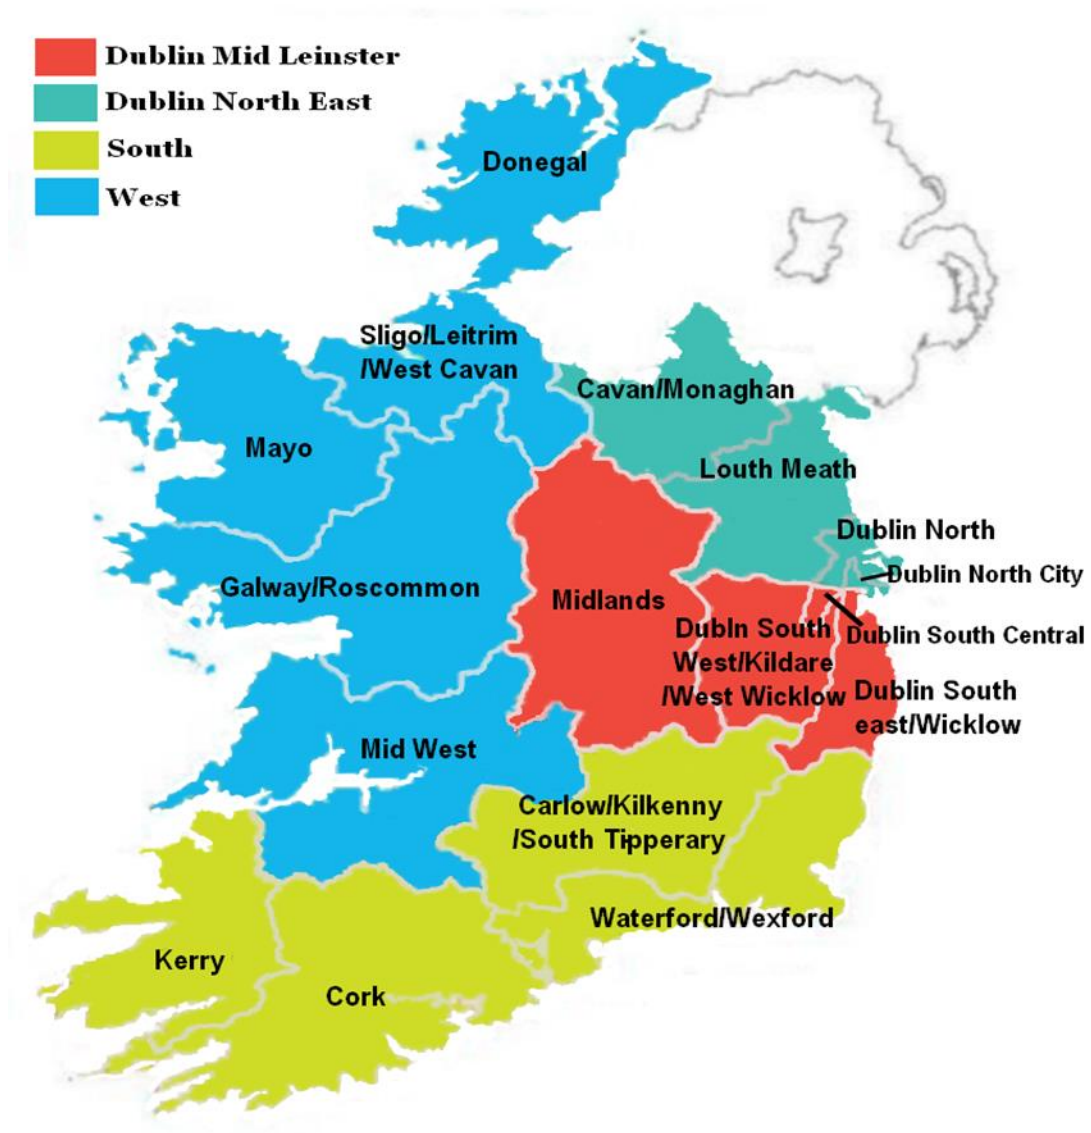 Dublin Mid Leinster
Dublin North East
South
West
Donegal
Sligo/Leitrim
/West Cavan
Cavan/Monaghan
Mayo
Louth Meath
Dublin North
Dublin North City
Galway/Roscommon
Midlands
Dubln South
West/Kildare
/West Wicklow
Dublin South Central
Dublin South
east/Wicklow
Mid West
Carlow/Kilkenny
/South Tipperary
Waterford/Wexford
Kerry
Cork